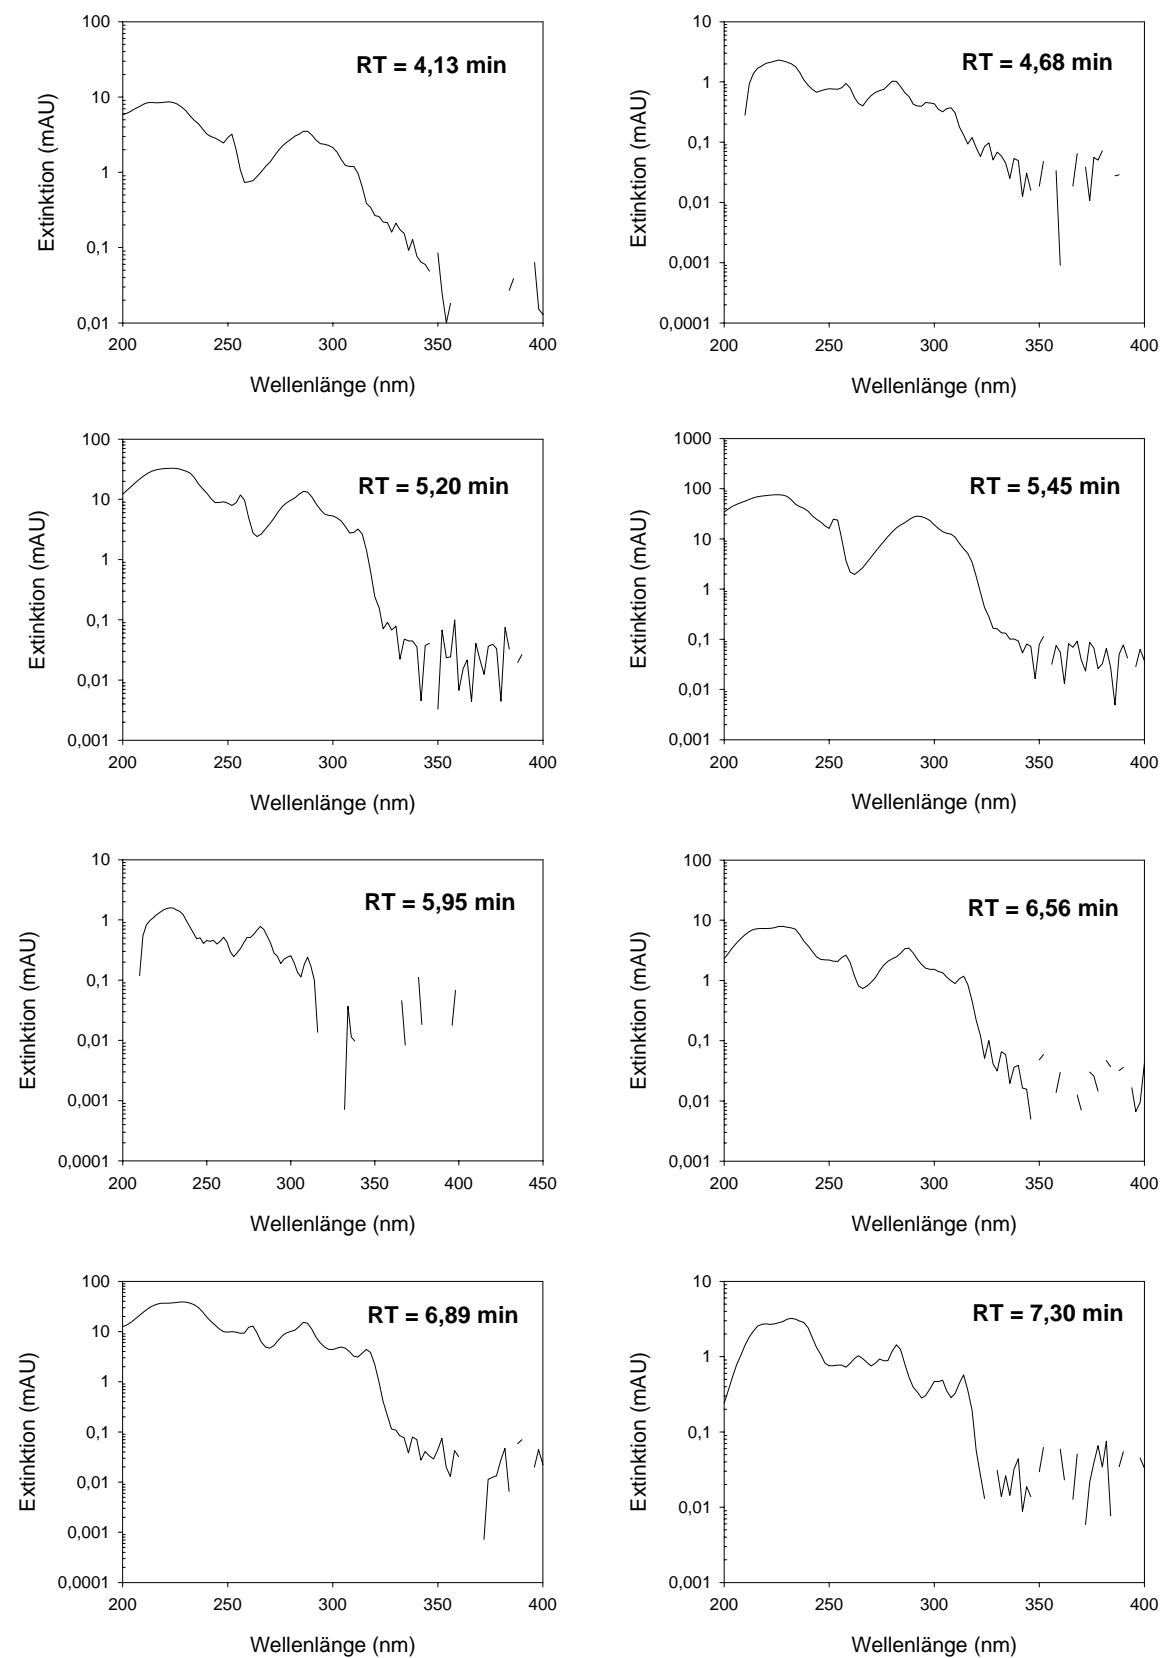 100
10
1
0,1
0,01
Extinktion (mAU)
RT = 4,13 min
200 250 300 350 400
Wellenlänge (nm)
10
1
0,1
0,01
0,001
0,0001
Extinktion (mAU)
RT = 4,68 min
200 250 300 350 400
Wellenlänge (nm)
100
10
1
0,1
0,01
0,001
Extinktion (mAU)
RT = 5,20 min
200 250 300 350 400
Wellenlänge (nm)
1000
100
10
1
0,1
0,01
0,001
Extinktion (mAU)
RT = 5,45 min
200 250 300 350 400
Wellenlänge (nm)
10
1
0,1
0,01
0,001
0,0001
Extinktion (mAU)
RT = 5,95 min
200 250 300 350 400 450
Wellenlänge (nm)
100
10
1
0,1
0,01
0,001
Extinktion (mAU)
RT = 6,56 min
200 250 300 350 400
Wellenlänge (nm)
100
10
1
0,1
0,01
0,001
0,0001
Extinktion (mAU)
RT = 6,89 min
200 250 300 350 400
Wellenlänge (nm)
10
1
0,1
0,01
0,001
Extinktion (mAU)
RT = 7,30 min
200 250 300 350 400
Wellenlänge (nm)